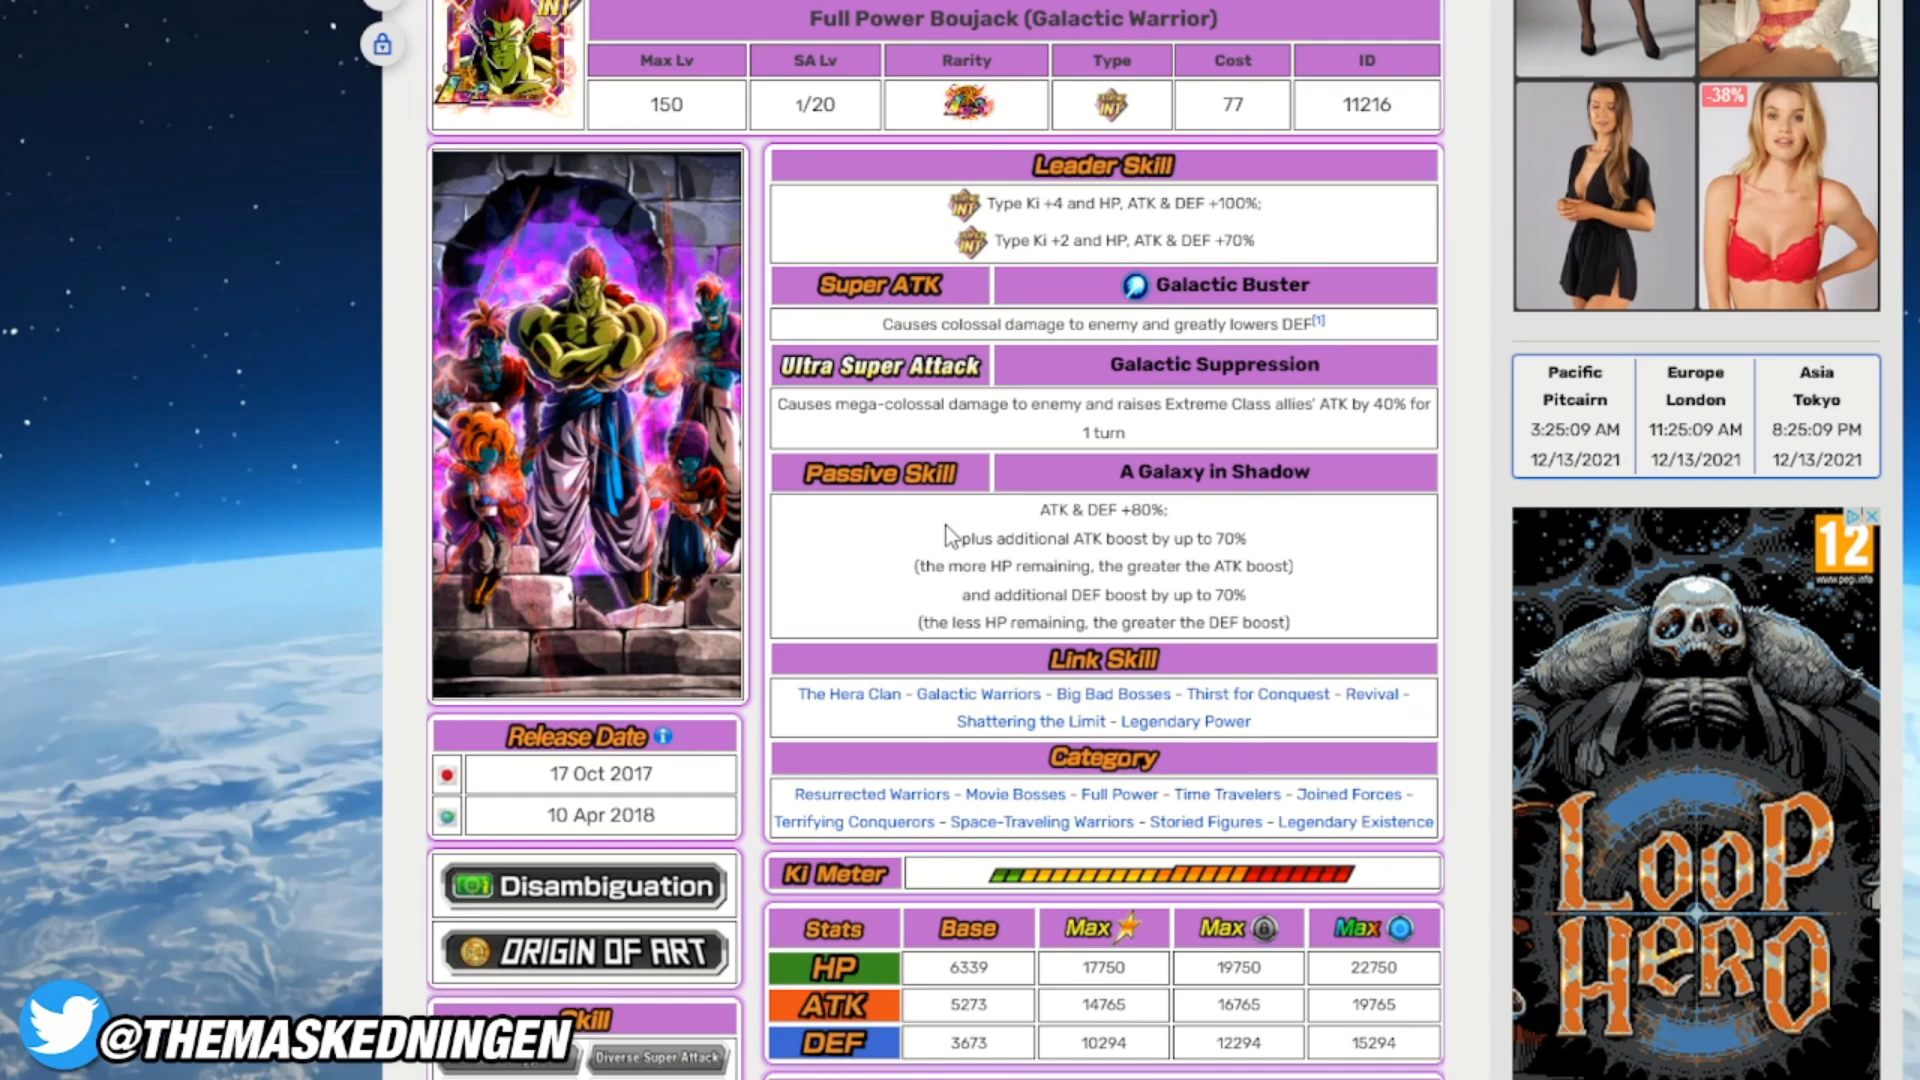 Full Power Boujack (Galactic Warrior)
INT
Max Lv SA Lv Rarity Type Cost ID
150 1/20 INT 77 11216
Leader Skill
Type Ki +4 and HP, ATK & DEF +100%;
Type Ki +2 and HP, ATK & DEF +70%
Super ATK Galactic Buster
Causes colossal damage to enemy and greatly lowers DEF[1]
Ultra Super Attack Galactic Suppression
Causes mega-colossal damage to enemy and raises Extreme Class allies' ATK by 40% for
1 turn
Passive Skill A Galaxy in Shadow
ATK & DEF +80%;
plus additional ATK boost by up to 70%
(the more HP remaining, the greater the ATK boost)
and additional DEF boost by up to 70%
(the less HP remaining, the greater the DEF boost)
Link Skill
The Hera Clan - Galactic Warriors - Big Bad Bosses - Thirst for Conquest - Revival -
Shattering the Limit - Legendary Power
Category
Resurrected Warriors - Movie Bosses - Full Power - Time Travelers - Joined Forces -
Terrifying Conquerors - Space-Traveling Warriors - Storied Figures - Legendary Existence
Ki Meter
Stats Base Max Max Max
HP 6339 17750 19750 22750
ATK 5273 14765 16765 19765
DEF 3673 10294 12294 15294
Release Date
17 Oct 2017
10 Apr 2018
Disambiguation
ORIGIN OF ART
Skill
Diverse Super Attack
@THEMASKEDNINGEN
-38%
Pacific Europe Asia
Pitcairn London Tokyo
3:25:09 AM 11:25:09 AM 8:25:09 PM
12/13/2021 12/13/2021 12/13/2021
12
www.pegi.info
LOOP
HERO